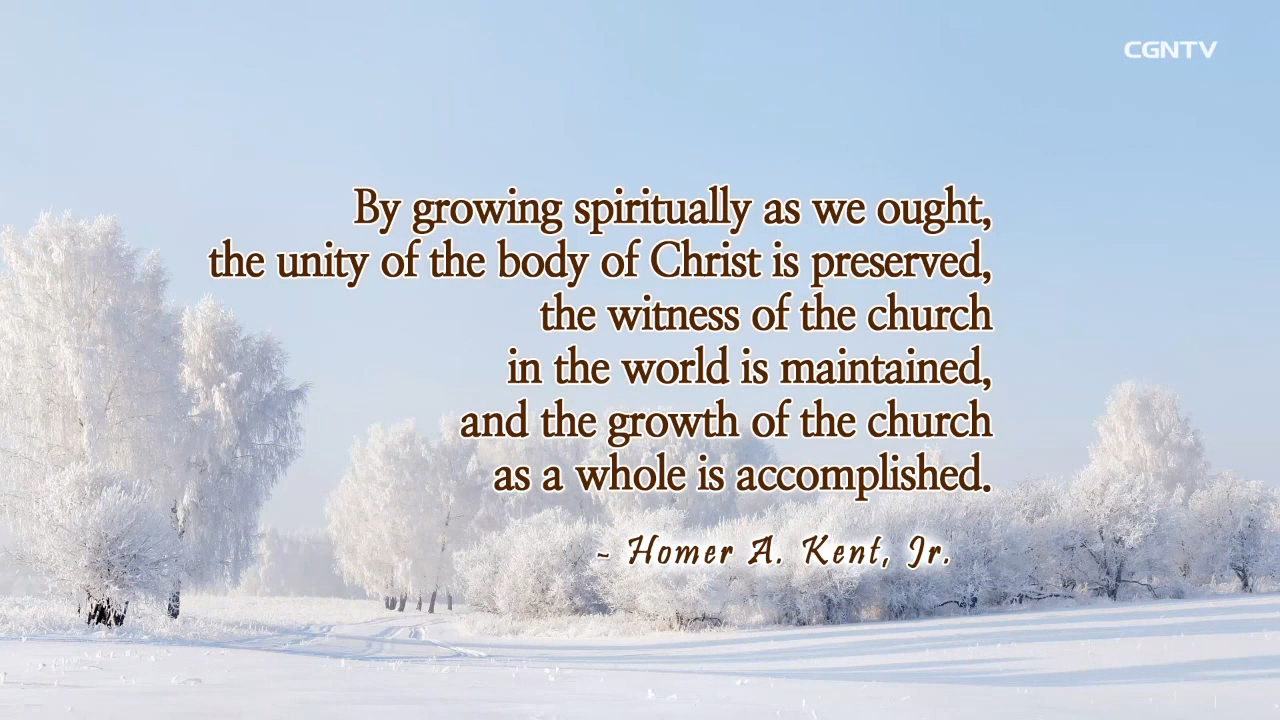 CGNTV
By growing spiritually as we ought,
the unity of the body of Christ is preserved,
the witness of the church
in the world is maintained,
and the growth of the church
as a whole is accomplished.
~ Homer A. Kent, Jr.